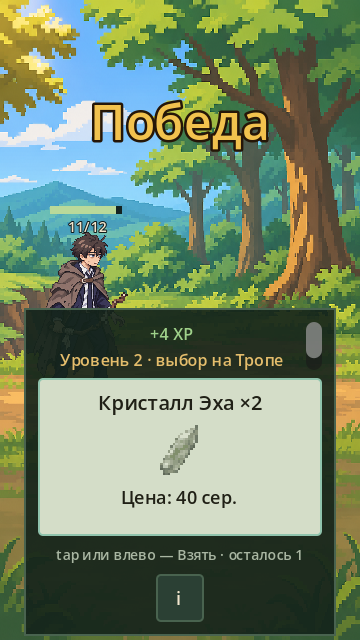 Победа
11/12
+4 XP
Уровень 2 · выбор на Тропе
Кристалл Эха ×2
Цена: 40 сер.
tap или влево — Взять · осталось 1
i